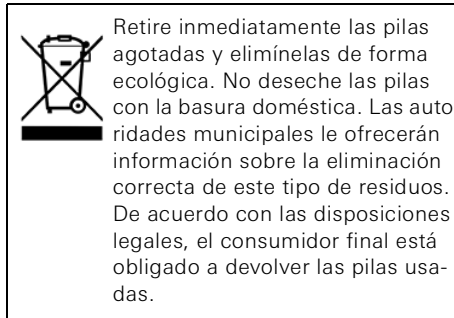 Retire inmediatamente las pilas
agotadas y elimínelas de forma
ecológica. No deseche las pilas
con la basura doméstica. Las auto
ridades municipales le ofrecerán
información sobre la eliminación
correcta de este tipo de residuos.
De acuerdo con las disposiciones
legales, el consumidor final está
obligado a devolver las pilas usa-
das.